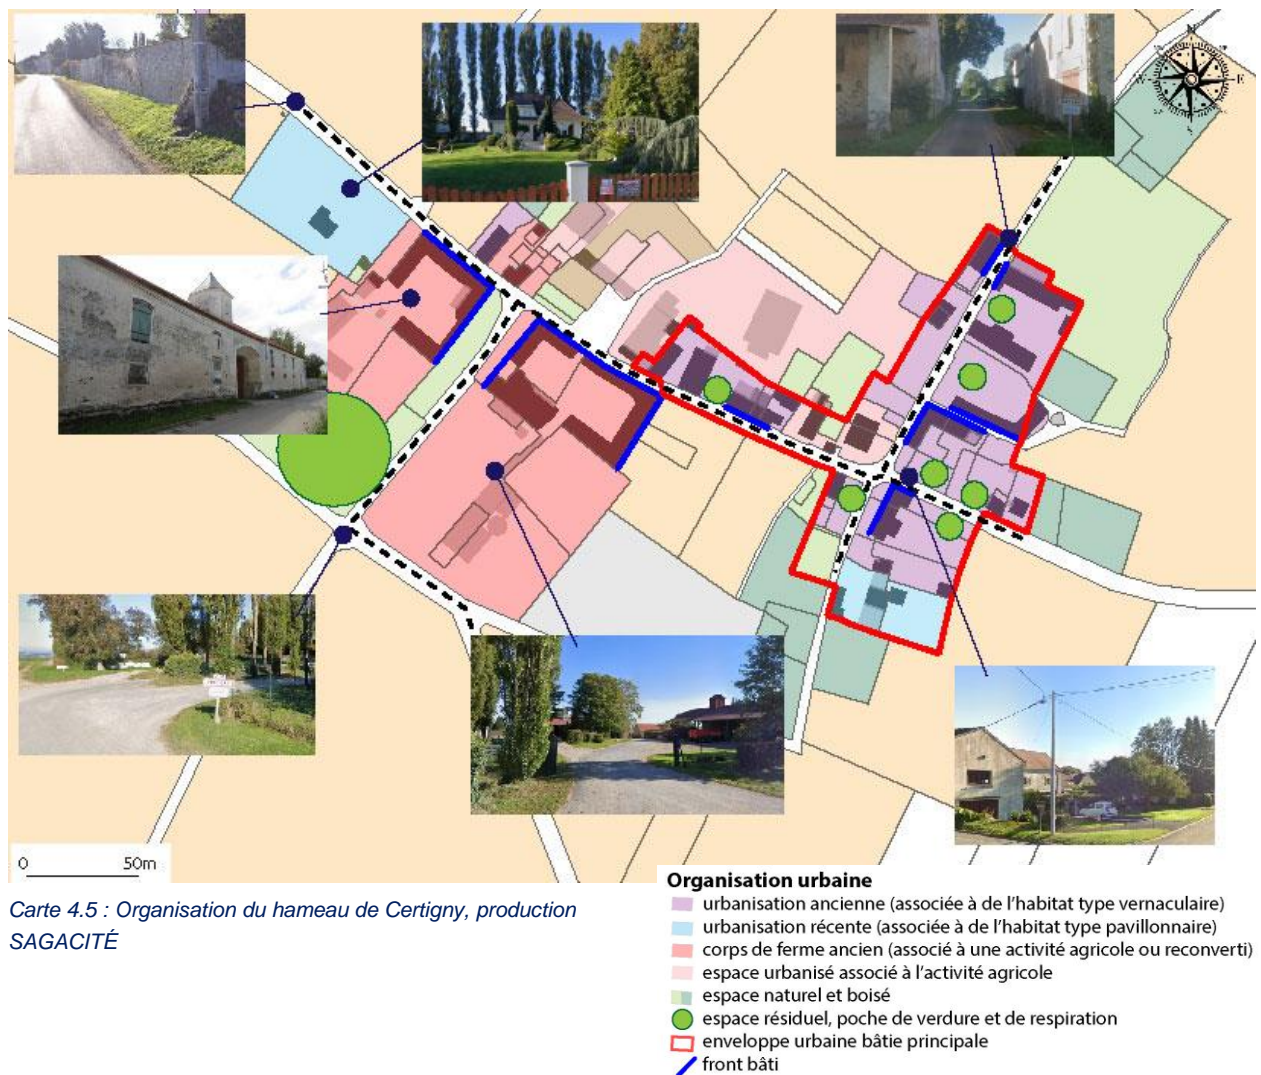 N
W
E
S
0 50m
Carte 4.5 : Organisation du hameau de Certigny, production
SAGACITÉ
Organisation urbaine
urbanisation ancienne (associée à de l'habitat type vernaculaire)
urbanisation récente (associée à de l'habitat type pavillonnaire)
corps de ferme ancien (associé à une activité agricole ou reconverti)
espace urbanisé associé à l'activité agricole
espace naturel et boisé
espace résiduel, poche de verdure et de respiration
enveloppe urbaine bâtie principale
front bâti